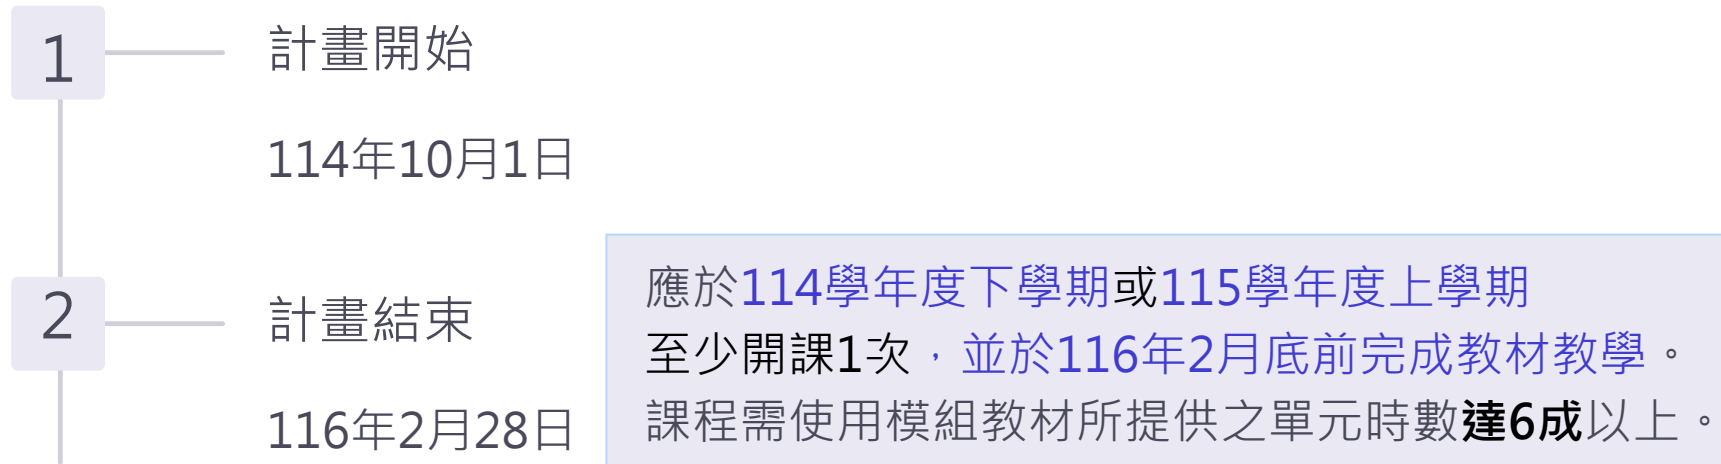 1
計畫開始
114年10月1日
2
計畫結束
116年2月28日
應於114學年度下學期或115學年度上學期
至少開課1次，並於116年2月底前完成教材教學。
課程需使用模組教材所提供之單元時數達6成以上。